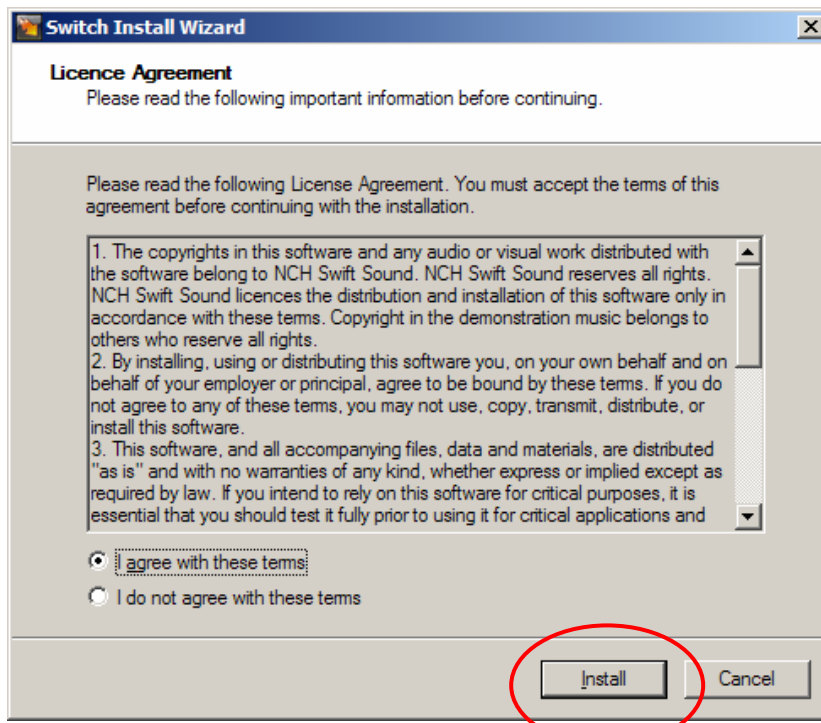 Switch Install Wizard
Licence Agreement
Please read the following important information before continuing.
Please read the following License Agreement. You must accept the terms of this
agreement before continuing with the installation.
1. The copyrights in this software and any audio or visual work distributed with
the software belong to NCH Swift Sound. NCH Swift Sound reserves all rights.
NCH Swift Sound licences the distribution and installation of this software only in
accordance with these terms. Copyright in the demonstration music belongs to
others who reserve all rights.
2. By installing, using or distributing this software you, on your own behalf and on
behalf of your employer or principal, agree to be bound by these terms. If you do
not agree to any of these terms, you may not use, copy, transmit, distribute, or
install this software.
3. This software, and all accompanying files, data and materials, are distributed
"as is" and with no warranties of any kind, whether express or implied except as
required by law. If you intend to rely on this software for critical purposes, it is
essential that you should test it fully prior to using it for critical applications and
I agree with these terms
I do not agree with these terms
Install Cancel